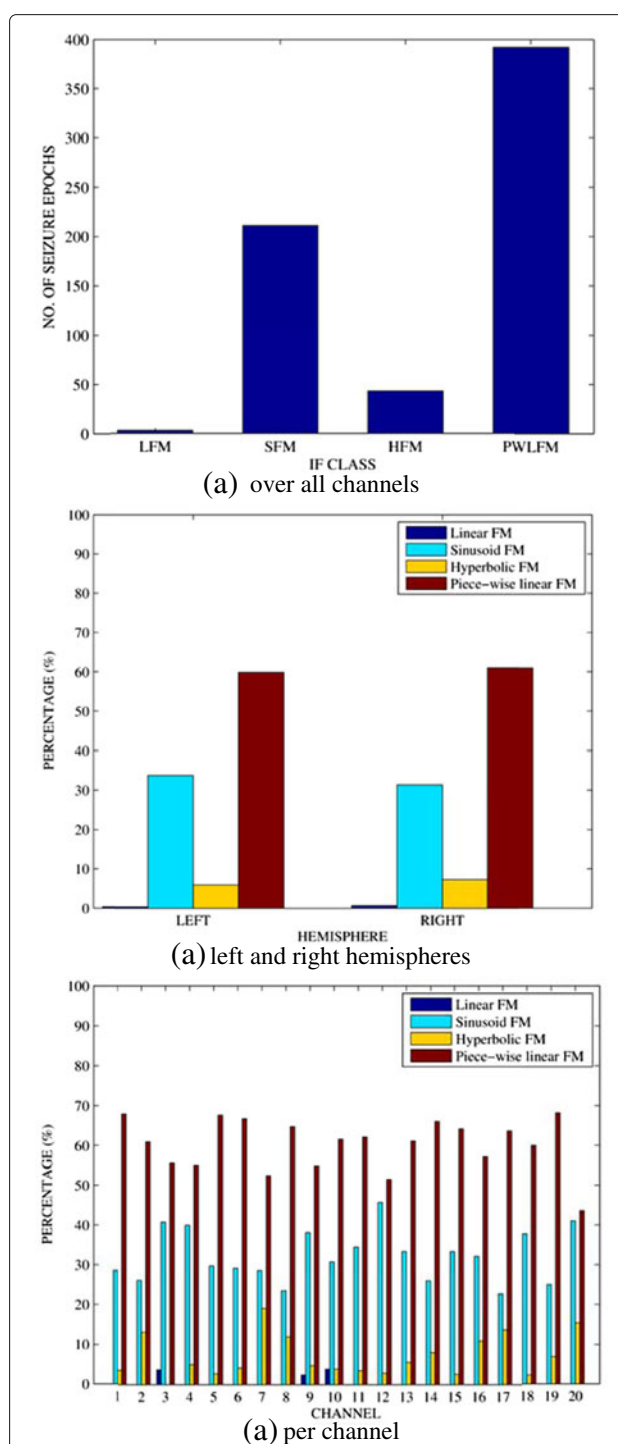 400
350
300
250
200
150
100
50
0
NO. OF SEIZURE EPOCHS
LFM SFM HFM PWLFM
IF CLASS
(a) over all channels
100
90
80
70
60
50
40
30
20
10
0
PERCENTAGE (%)
Linear FM
Sinusoid FM
Hyperbolic FM
Piece-wise linear FM
LEFT RIGHT
HEMISPHERE
(a) left and right hemispheres
100
90
80
70
60
50
40
30
20
10
0
PERCENTAGE (%)
Linear FM
Sinusoid FM
Hyperbolic FM
Piece-wise linear FM
1 2 3 4 5 6 7 8 9 10 11 12 13 14 15 16 17 18 19 20
CHANNEL
(a) per channel